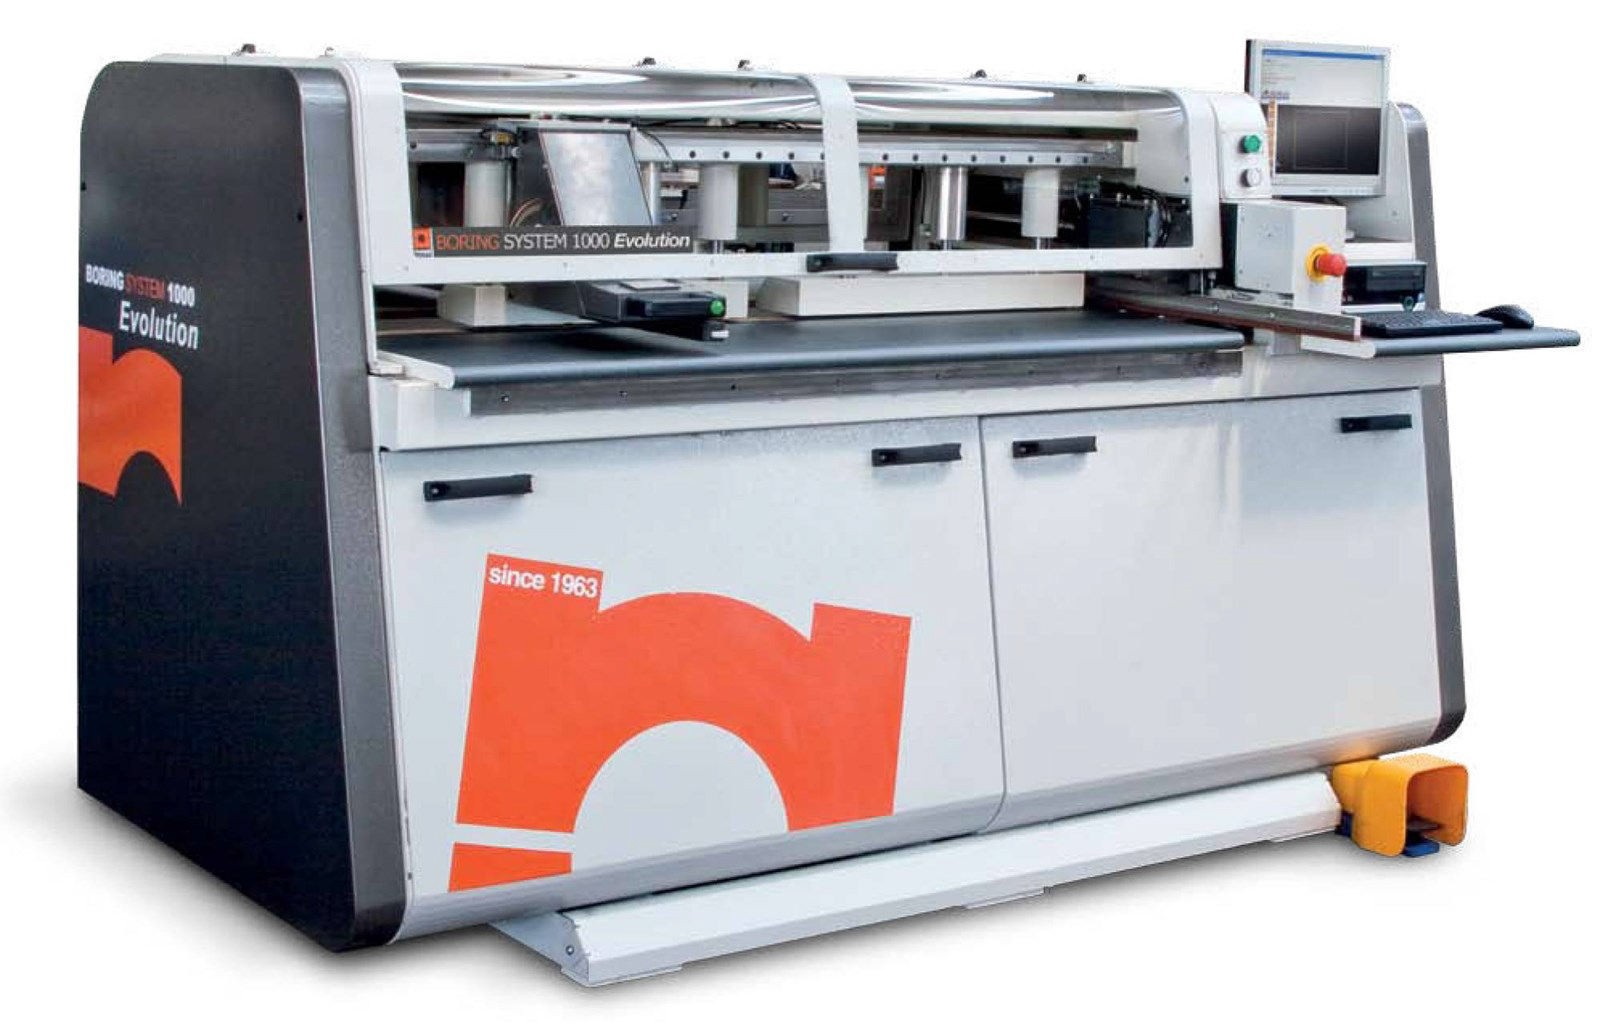 BORING SYSTEM 1000 Evolution
BORING SYSTEM 1000
Evolution
since 1963